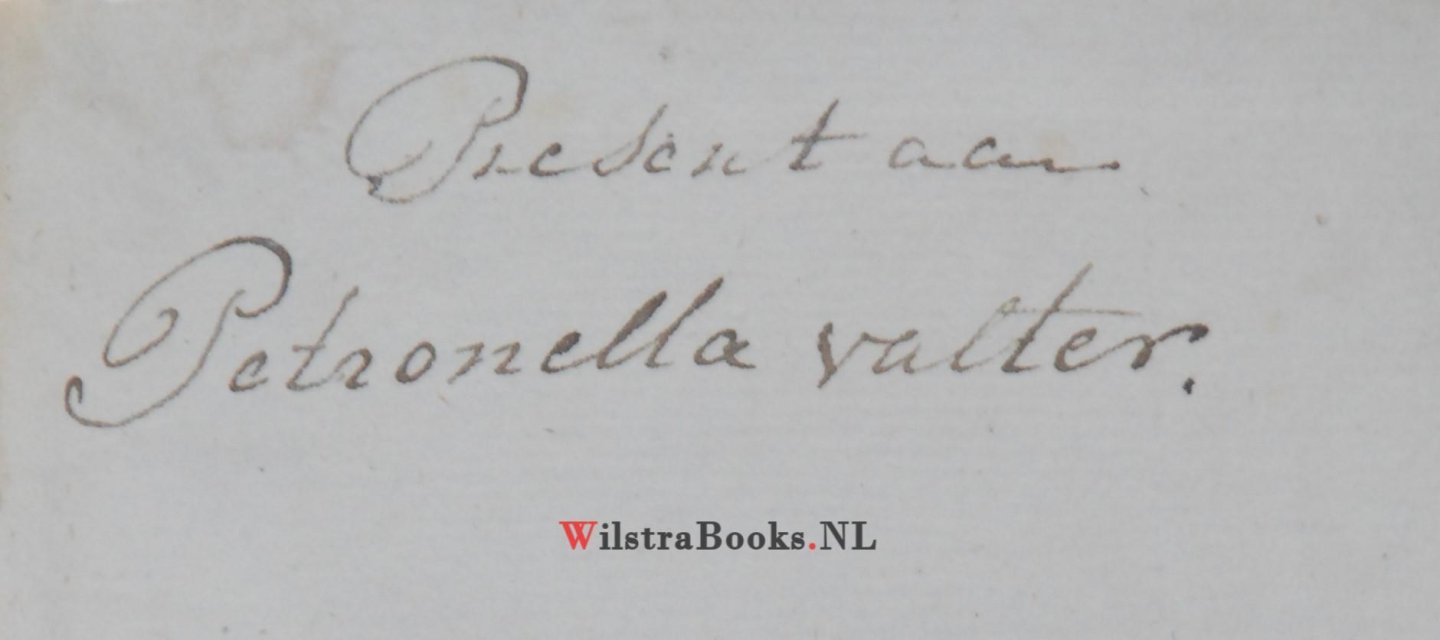 Present aan
Petronella valter.
WilstraBooks.NL